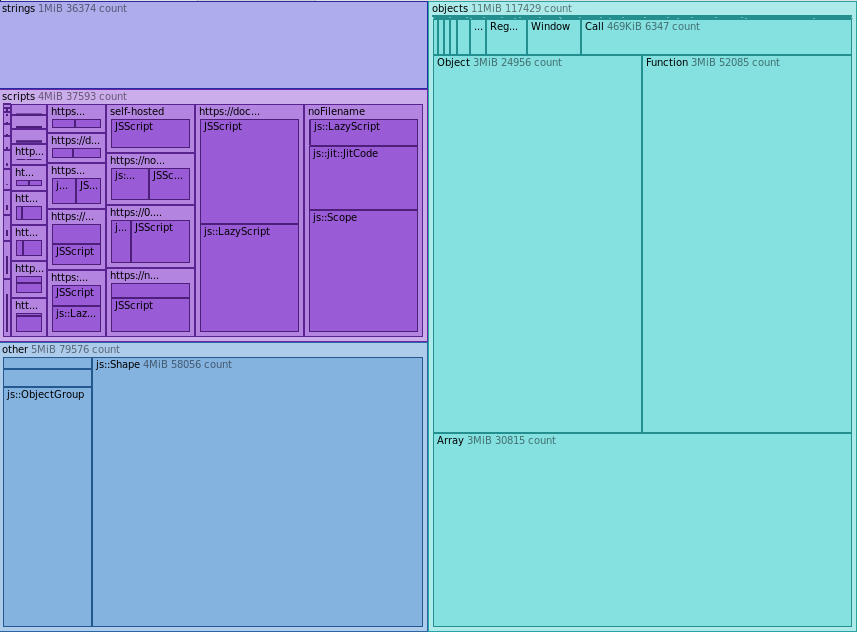 strings 1MiB 36374 count
scripts 4MiB 37593 count
http...
ht...
htt...
htt...
http...
htt...
https...
https://d...
https...
j...
JS...
https://...
JSScript
https:...
JSScript
js::Laz...
self-hosted
JSScript
https://no...
js:...
JSSc...
https://0....
j...
JSScript
https://n...
JSScript
https://doc...
JSScript
js::LazyScript
noFilename
js::LazyScript
js::jit::JitCode
js::Scope
other 5MiB 79576 count
js::ObjectGroup
js::Shape 4MiB 58056 count
objects 11MiB 117429 count
...
Reg...
Window
Call 469KiB 6347 count
Object 3MiB 24956 count
Function 3MiB 52085 count
Array 3MiB 30815 count